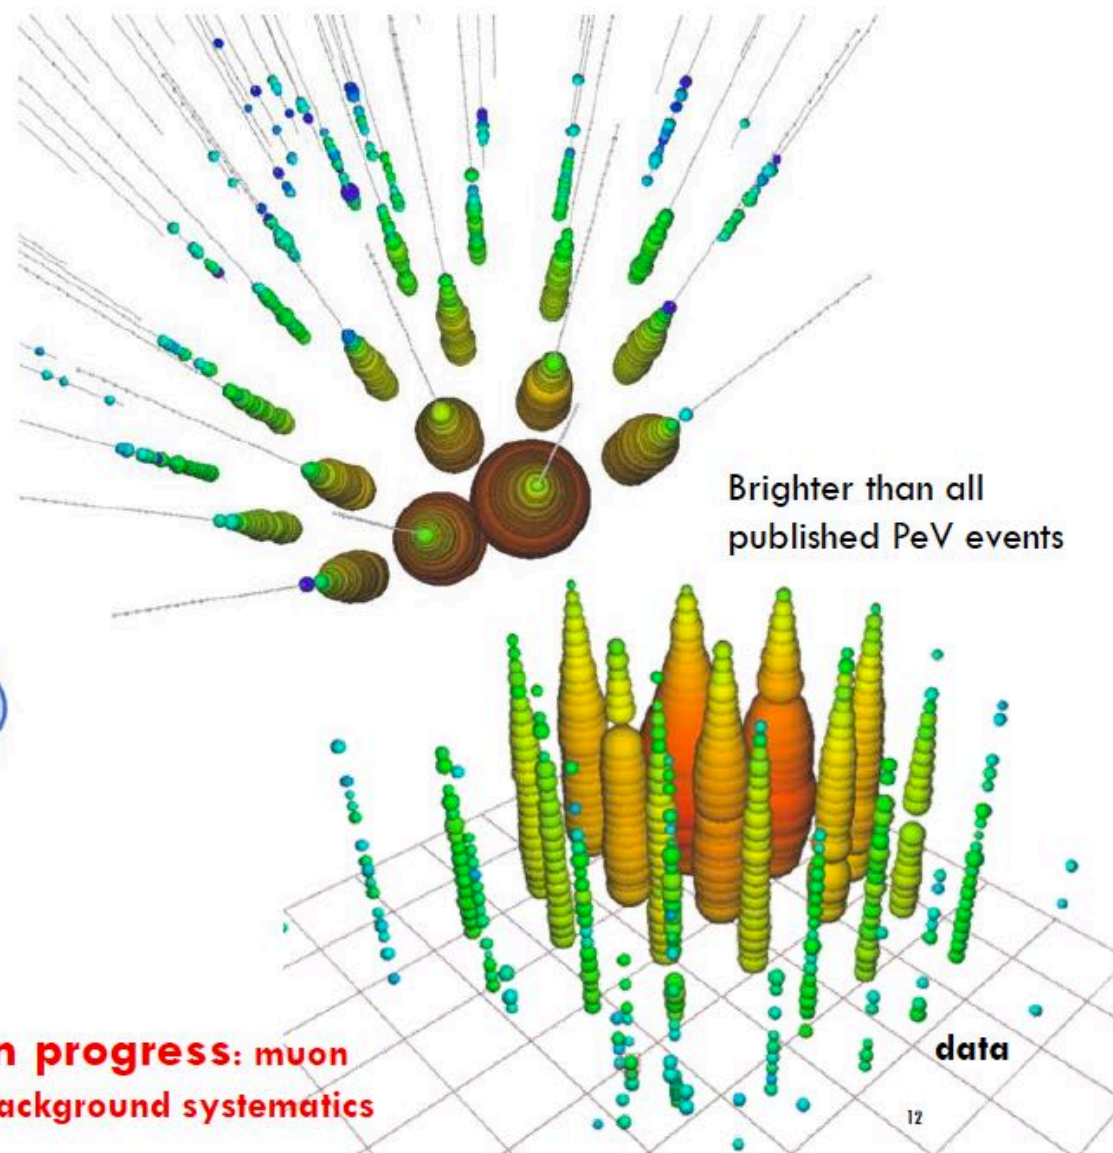 Brighter than all
published PeV events
n progress: muon
ackground systematics
data
12